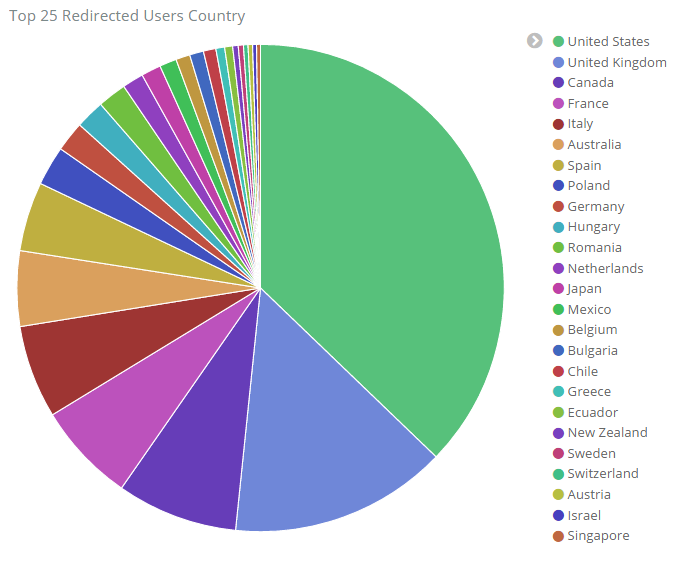 Top 25 Redirected Users Country
United States
United Kingdom
Canada
France
Italy
Australia
Spain
Poland
Germany
Hungary
Romania
Netherlands
Japan
Mexico
Belgium
Bulgaria
Chile
Greece
Ecuador
New Zealand
Sweden
Switzerland
Austria
Israel
Singapore